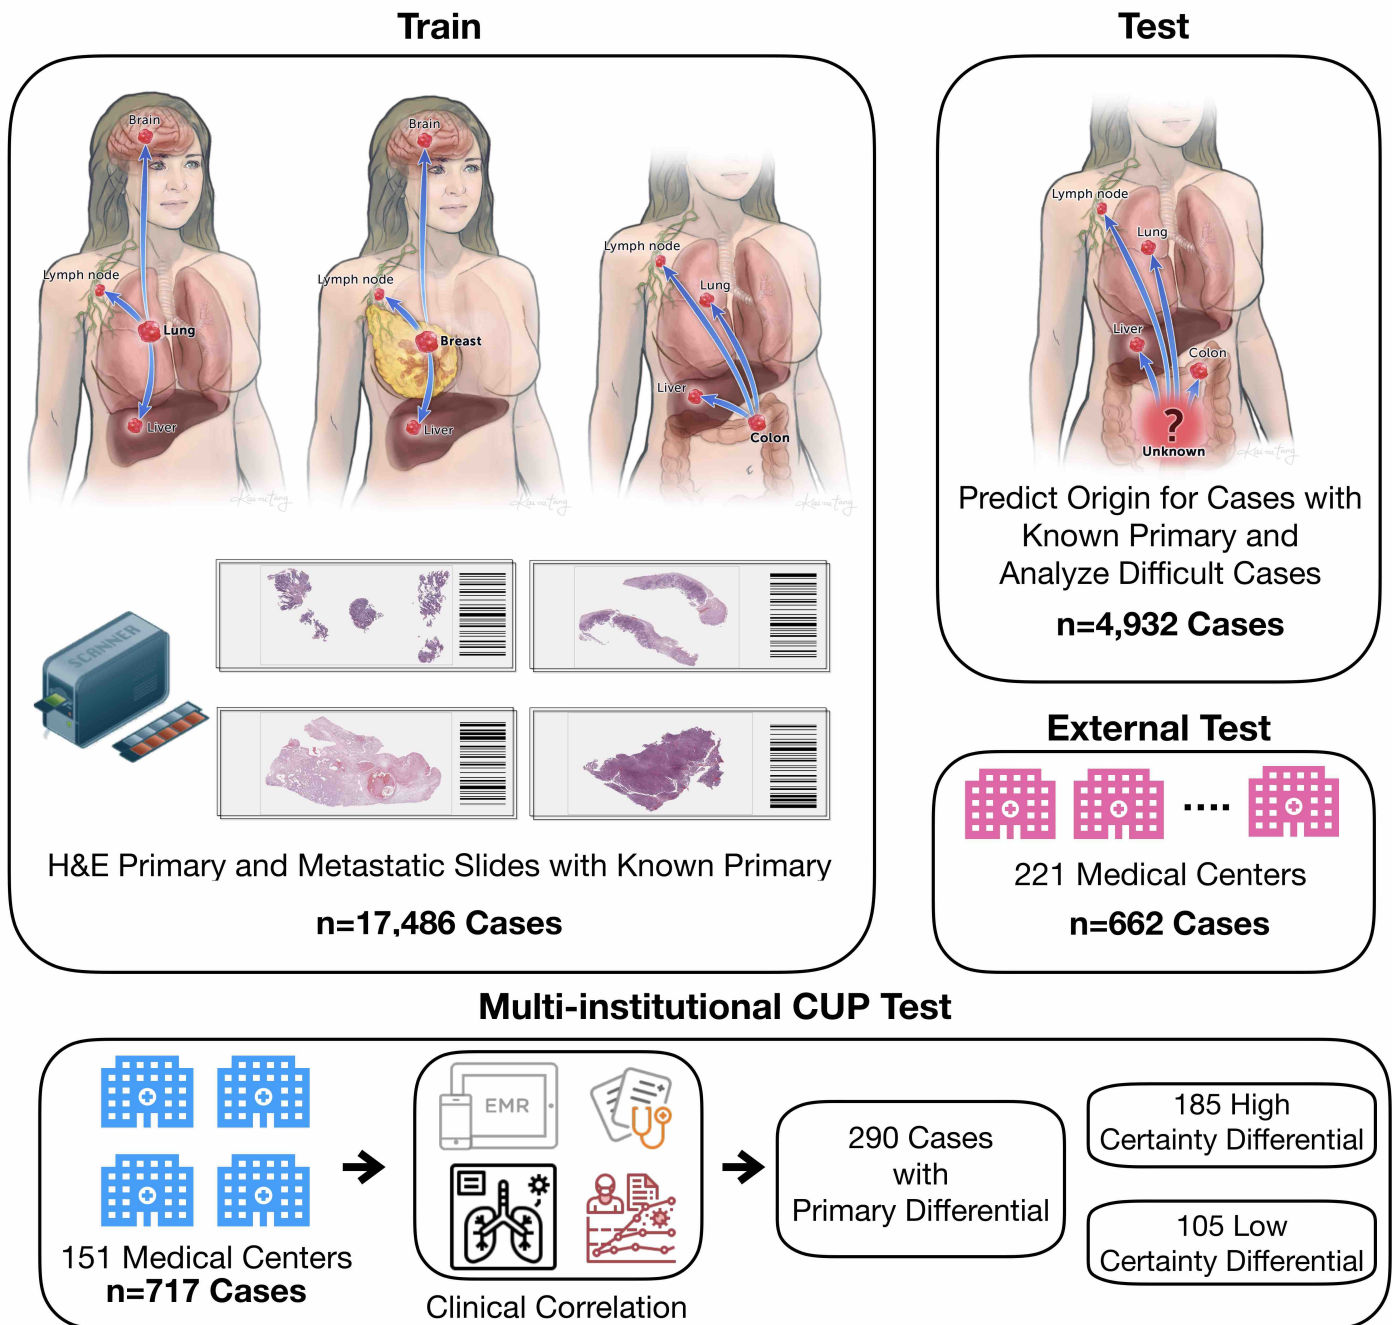 Train
Brain
Lymph node
Lung
Liver
Brain
Lymph node
Breast
Liver
Lymph node
Lung
Liver
Colon
SCANNER
H&E Primary and Metastatic Slides with Known Primary
n=17,486 Cases
Test
Lymph node
Lung
Liver
Colon
?
Unknown
Predict Origin for Cases with
Known Primary and
Analyze Difficult Cases
n=4,932 Cases
External Test
....
221 Medical Centers
n=662 Cases
Multi-institutional CUP Test
151 Medical Centers
n=717 Cases
EMR
Clinical Correlation
290 Cases
with
Primary Differential
185 High
Certainty Differential
105 Low
Certainty Differential